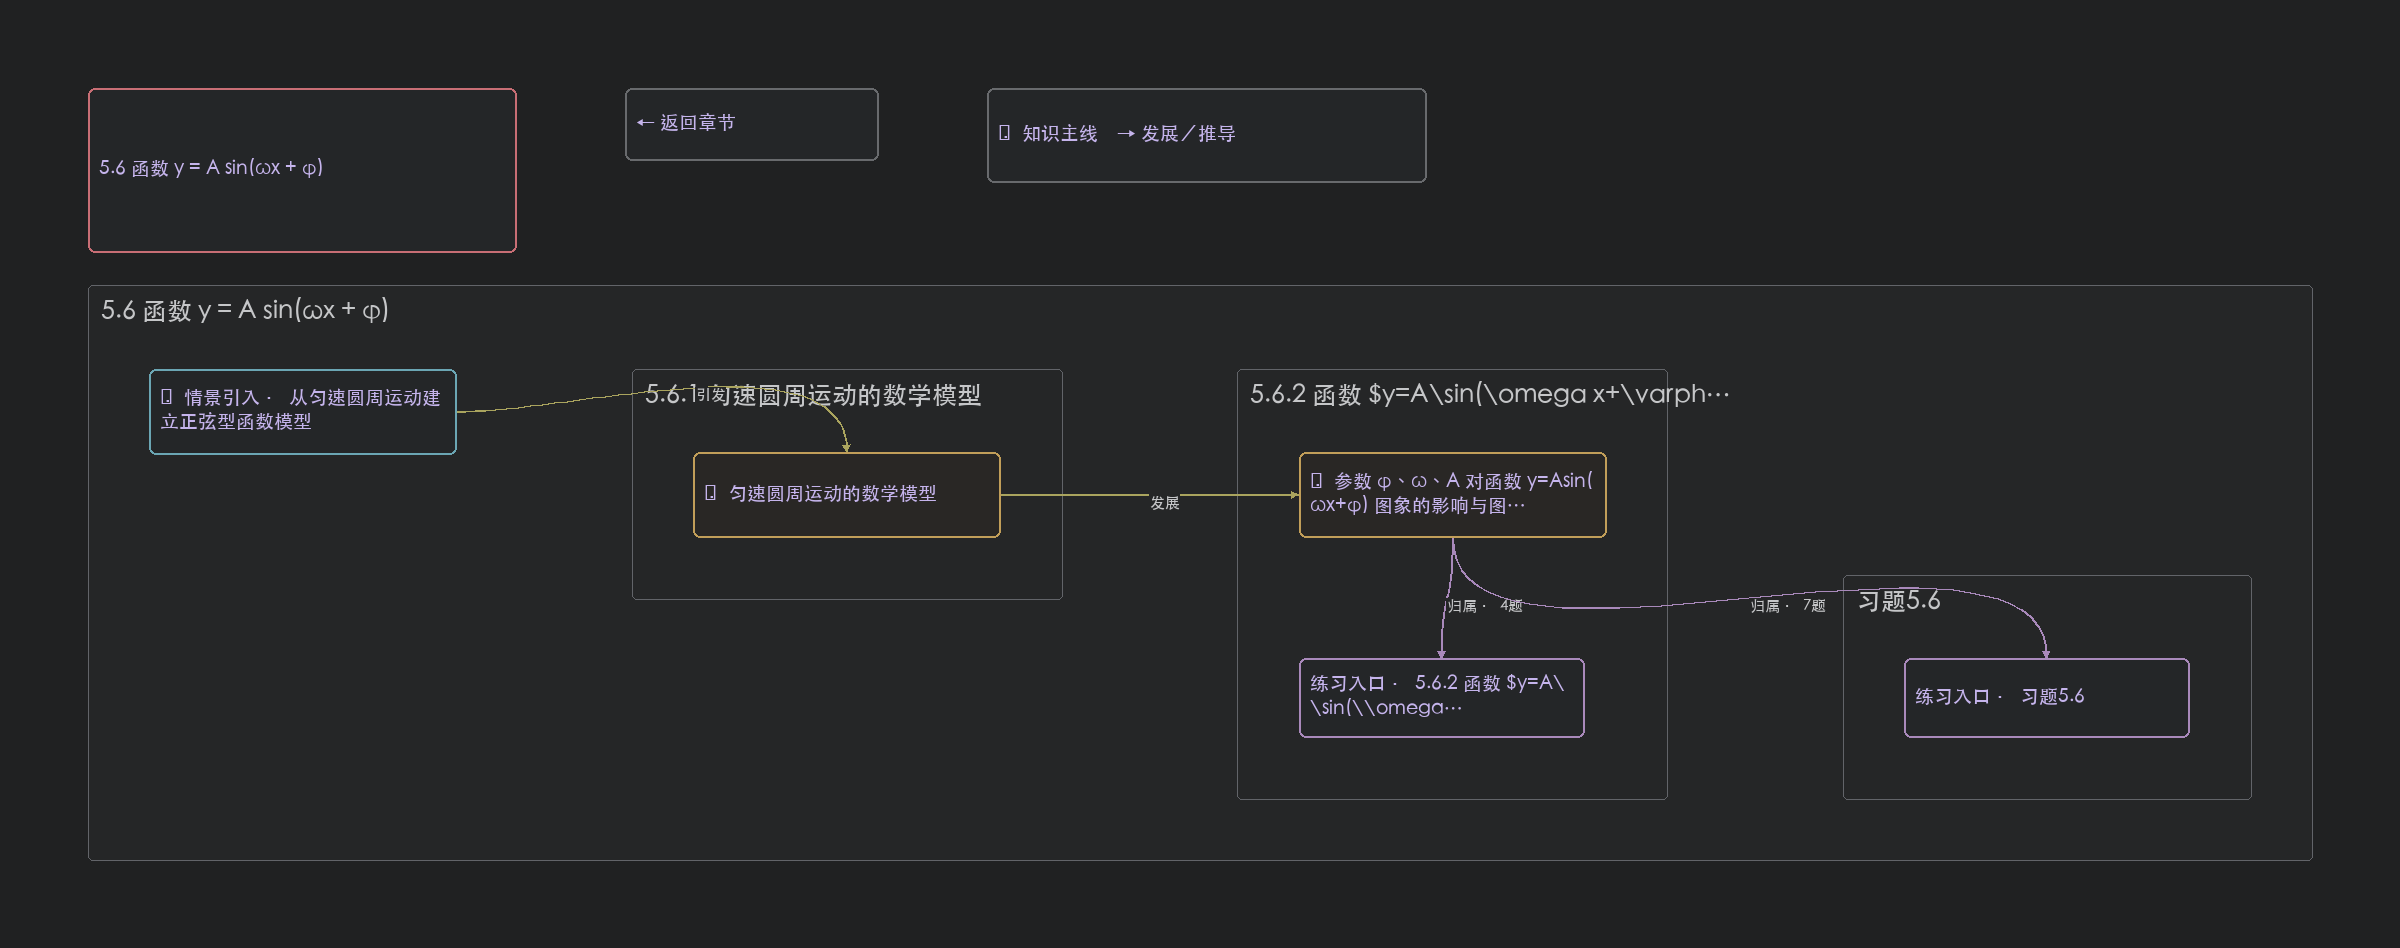 5.6 函数 y = A sin(ωx + φ)
← 返回章节
知识主线 → 发展／推导
5.6 函数 y = A sin(ωx + φ)
情景引入· 从匀速圆周运动建
立正弦型函数模型
5.6.1 匀速圆周运动的数学模型
引发
匀速圆周运动的数学模型
发展
5.6.2 函数 $y=A\sin(\omega x+\varph…
参数 φ、ω、A 对函数 y=Asin(
ωx+φ) 图象的影响与图…
归属· 4题
归属· 7题
习题5.6
练习入口· 5.6.2 函数 $y=A\
\sin(\\omega…
练习入口· 习题5.6